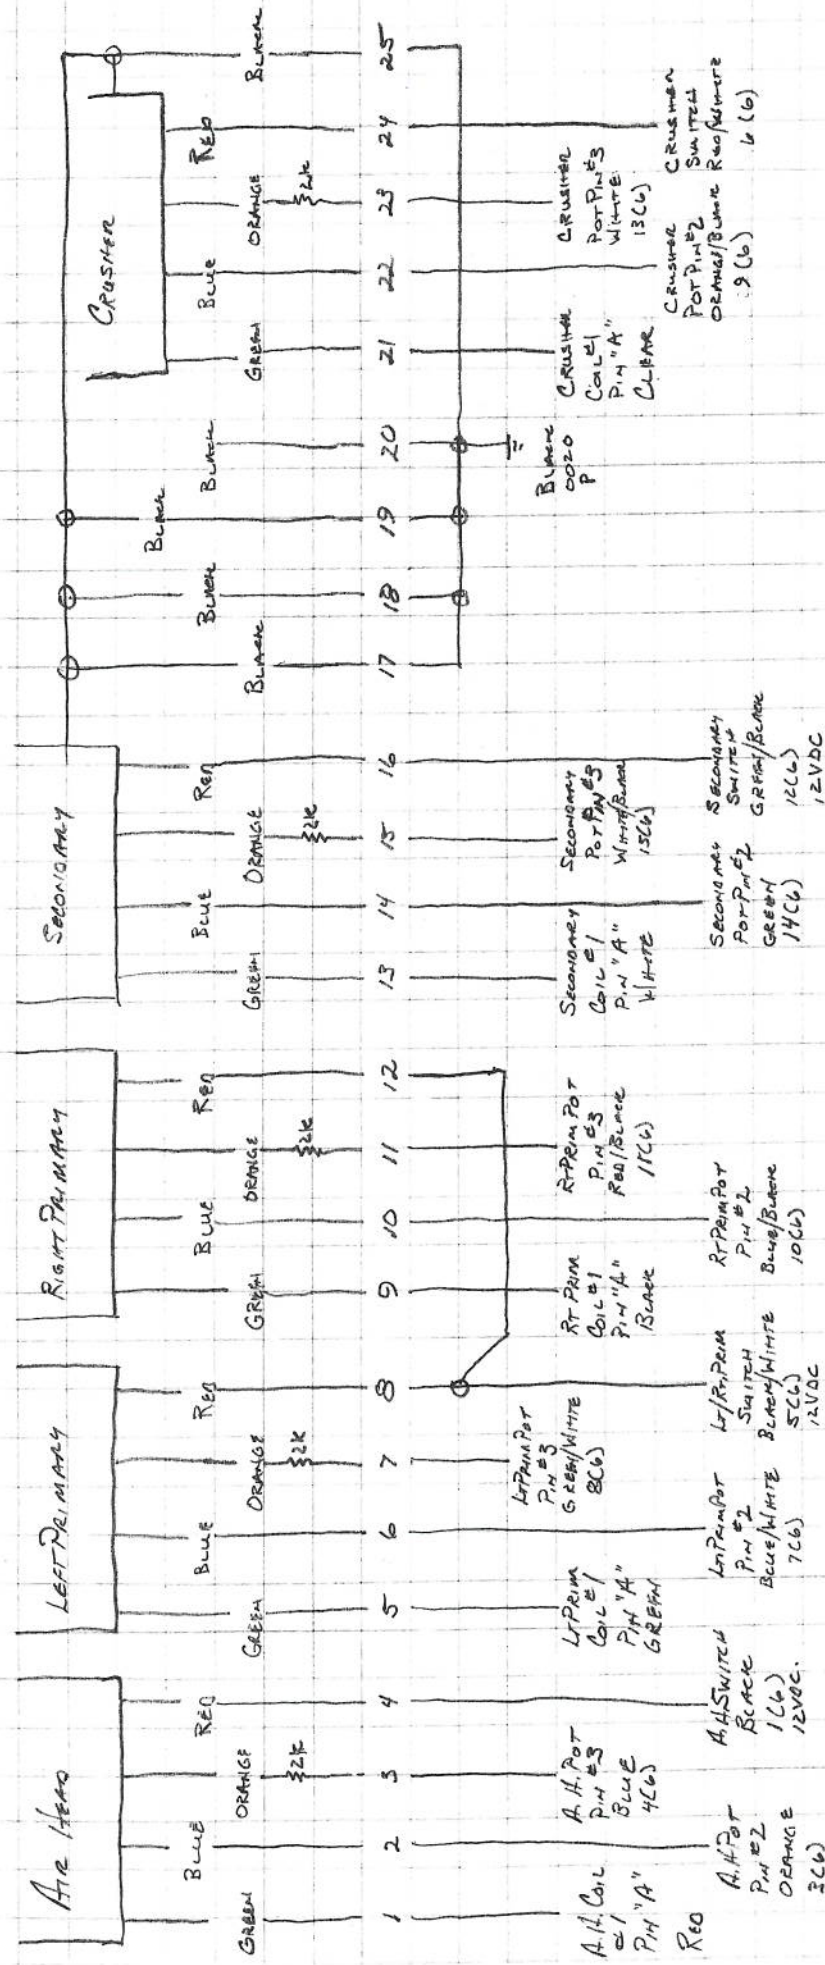 AIR HEAD
LEFT PRIMARY
RIGHT PRIMARY
SECONDARY
CRUSHER
GREEN
BLUE
ORANGE
2K
RED
GREEN
BLUE
ORANGE
2K
RED
GREEN
BLUE
ORANGE
2K
RED
GREEN
BLUE
ORANGE
2K
RED
BLACK
BLACK
BLACK
BLACK
GREEN
BLUE
ORANGE
2K
RED
BLACK
1 2 3 4 5 6 7 8 9 10 11 12 13 14 15 16 17 18 19 20 21 22 23 24 25
A.H. COIL
#1
PIN "A"
RED
A.H. POT
PIN #2
ORANGE
3(6)
A.H. POT
PIN #3
BLUE
4(6)
A.H. SWITCH
BLACK
1(6)
12VDC.
LT PRIM
COIL #1
PIN "A"
GREEN
LT PRIM POT
PIN #2
BLUE/WHITE
7(6)
LT PRIM POT
PIN #3
GREEN/WHITE
8(6)
LT/RT PRIM
SWITCH
BLACK/WHITE
5(6)
12VDC
RT PRIM
COIL #1
PIN "A"
BLACK
RT PRIM POT
PIN #2
BLUE/BLACK
10(6)
RT PRIM POT
PIN #3
RED/BLACK
11(6)
SECONDARY
COIL #1
PIN "A"
WHITE
SECONDARY
POT PIN #2
GREEN
14(6)
SECONDARY
POT PIN #3
WHITE/BLACK
15(6)
SECONDARY
SWITCH
GREEN/BLACK
12(6)
12VDC
BLACK
0020
P
CRUSHER
COIL #1
PIN "A"
CLEAR
CRUSHER
POT PIN #2
ORANGE/BLACK
9(6)
CRUSHER
POT PIN #3
WHITE
13(6)
CRUSHER
SWITCH
RED/WHITE
6(6)